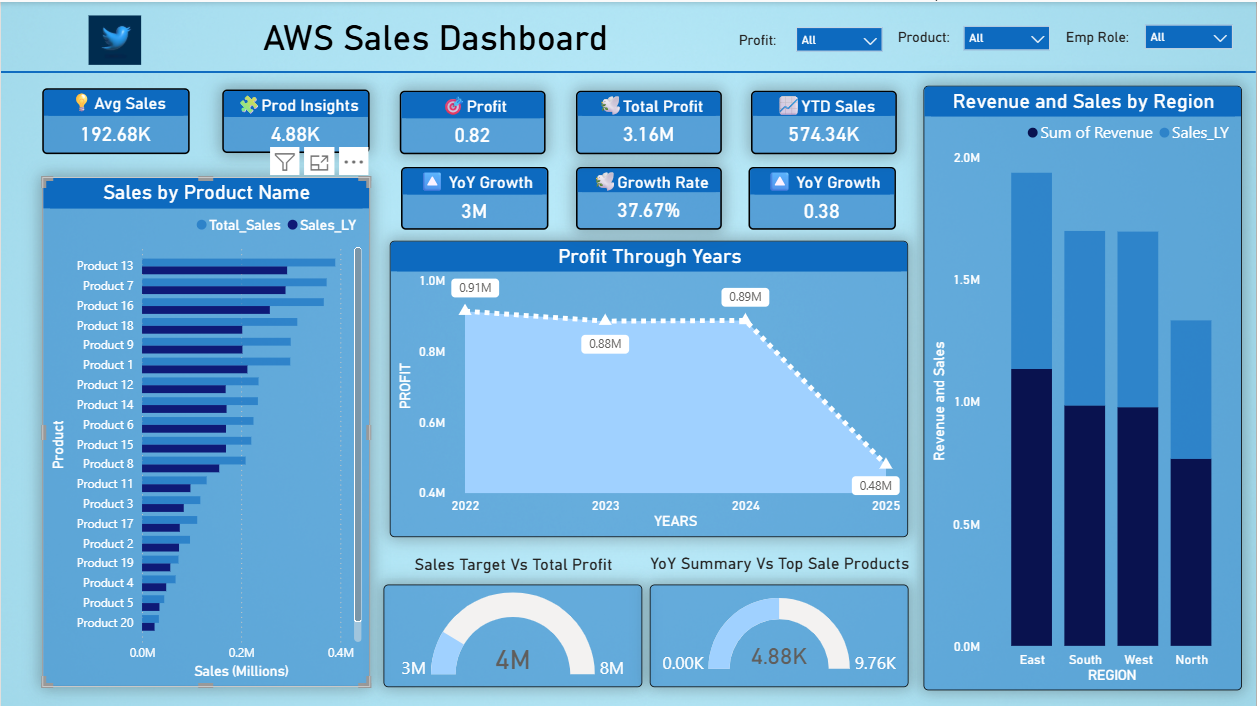 AWS Sales Dashboard
Profit: All
Product: All
Emp Role: All
Avg Sales
192.68K
Prod Insights
4.88K
Profit
0.82
Total Profit
3.16M
YTD Sales
574.34K
YoY Growth
3M
Growth Rate
37.67%
YoY Growth
0.38
Sales by Product Name
Total_Sales Sales_LY
Product
Product 13
Product 7
Product 16
Product 18
Product 9
Product 1
Product 12
Product 14
Product 6
Product 15
Product 8
Product 11
Product 3
Product 17
Product 2
Product 19
Product 4
Product 5
Product 20
0.0M 0.2M 0.4M
Sales (Millions)
Profit Through Years
PROFIT
1.0M
0.8M
0.6M
0.4M
0.91M
0.88M
0.89M
0.48M
2022 2023 2024 2025
YEARS
Sales Target Vs Total Profit
3M 4M 8M
YoY Summary Vs Top Sale Products
0.00K 4.88K 9.76K
Revenue and Sales by Region
Sum of Revenue Sales_LY
Revenue and Sales
2.0M
1.5M
1.0M
0.5M
0.0M
East South West North
REGION